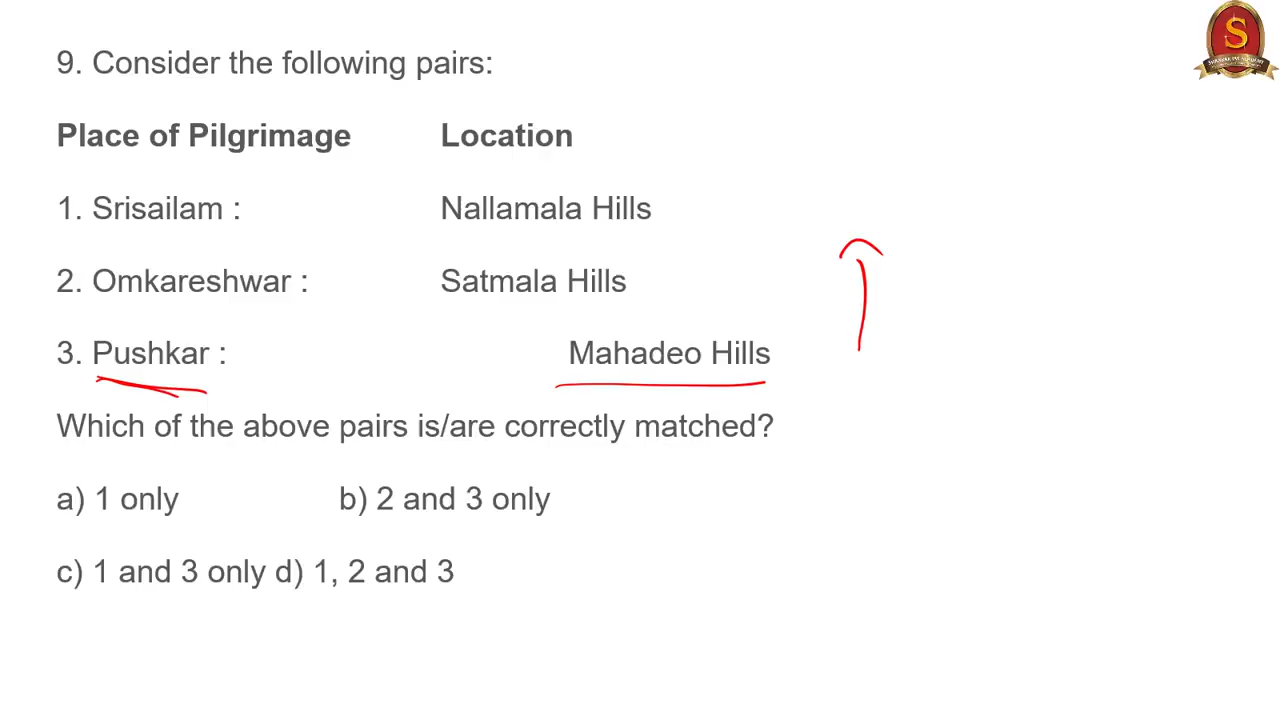 9. Consider the following pairs:
Place of Pilgrimage Location
1. Srisailam : Nallamala Hills
2. Omkareshwar : Satmala Hills
3. Pushkar : Mahadeo Hills
Which of the above pairs is/are correctly matched?
a) 1 only b) 2 and 3 only
c) 1 and 3 only d) 1, 2 and 3
S